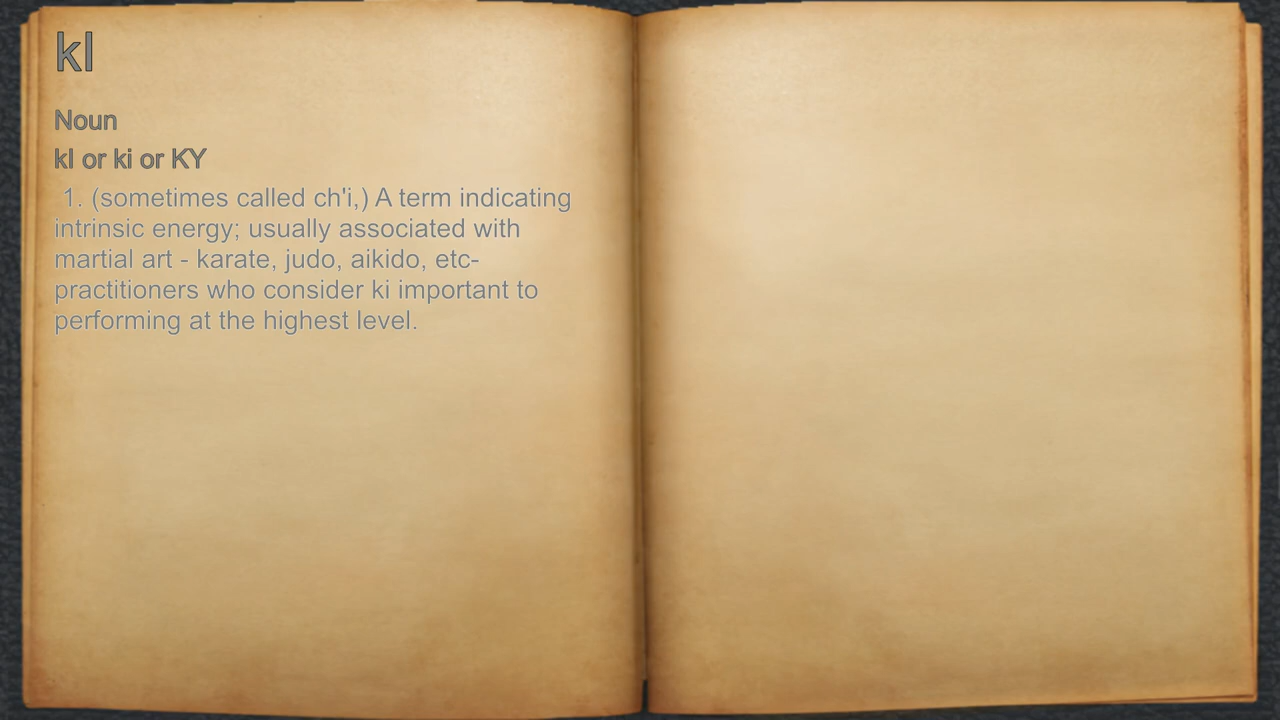 kI
Noun
kI or ki or KY
1. (sometimes called ch'i,) A term indicating
intrinsic energy; usually associated with
martial art - karate, judo, aikido, etc-
practitioners who consider ki important to
performing at the highest level.